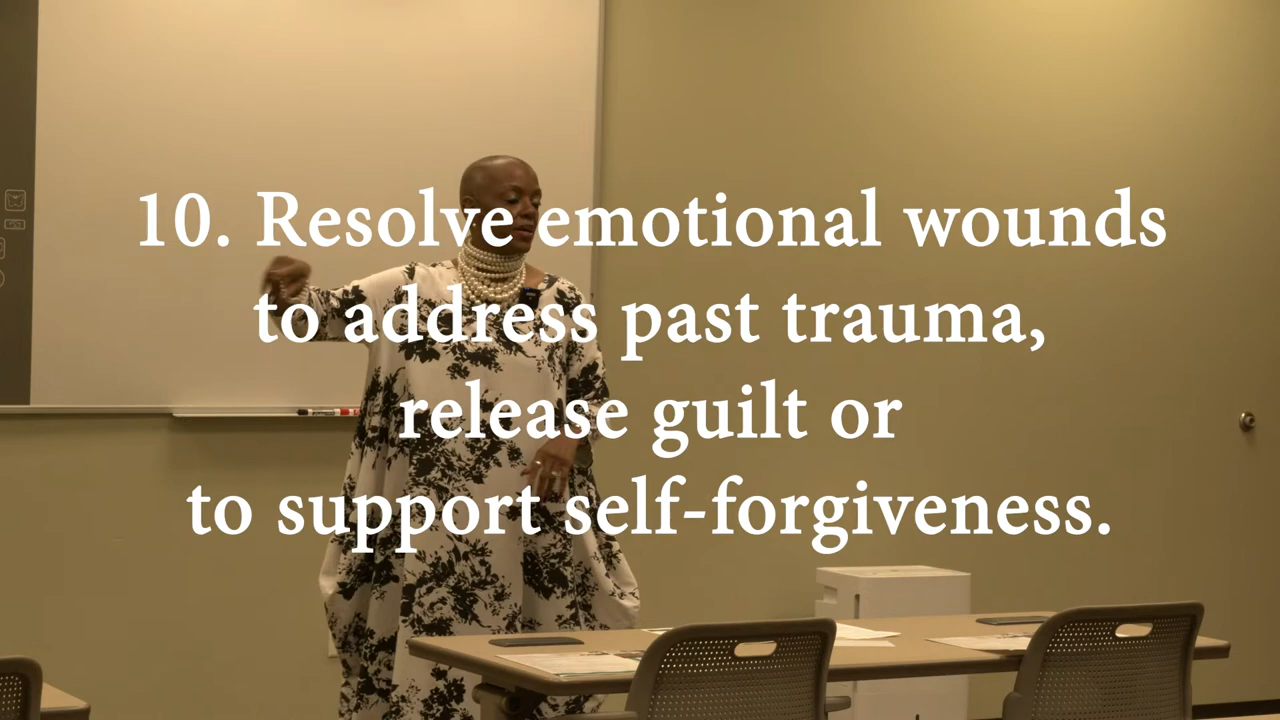 10. Resolve emotional wounds
to address past trauma,
release guilt or
to support self-forgiveness.